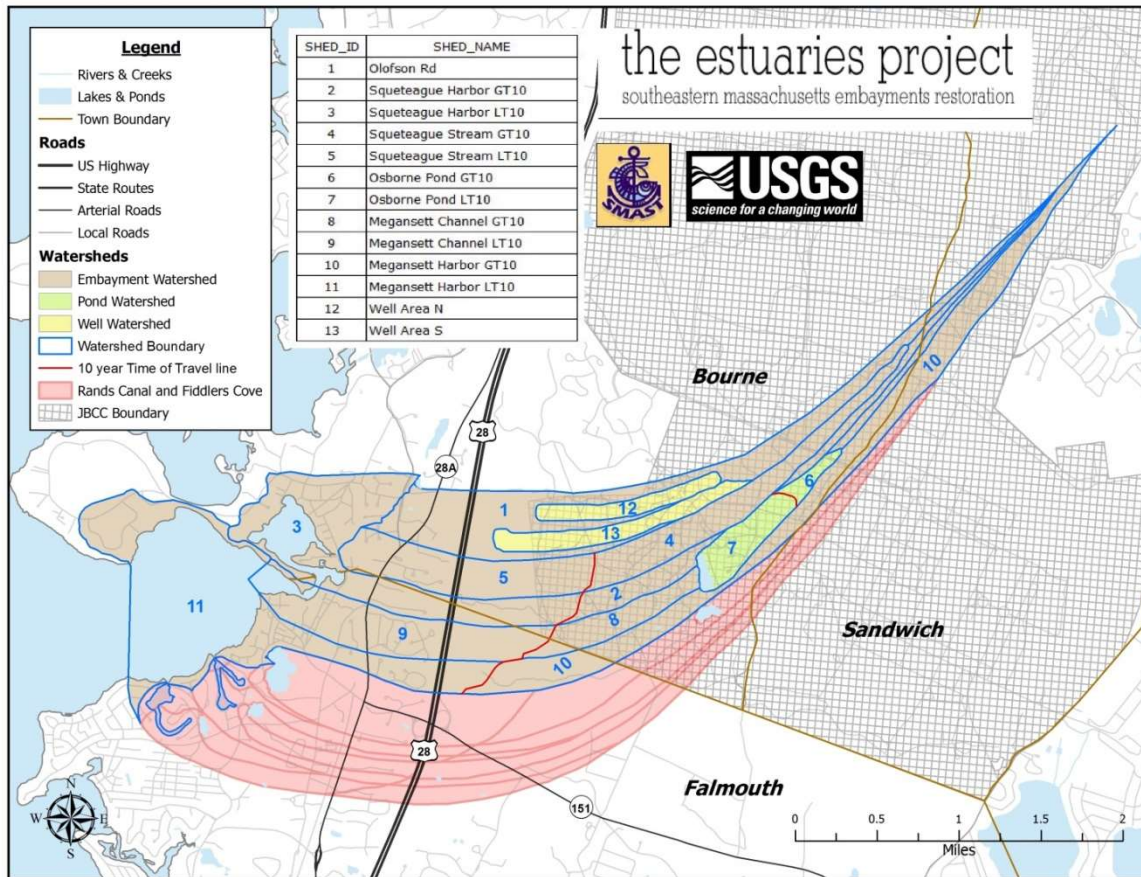 Legend
Rivers & Creeks
Lakes & Ponds
Town Boundary
Roads
US Highway
State Routes
Arterial Roads
Local Roads
Watersheds
Embayment Watershed
Pond Watershed
Well Watershed
Watershed Boundary
10 year Time of Travel line
Rands Canal and Fiddlers Cove
JBCC Boundary
SHED_ID SHED_NAME
1 Olofson Rd
2 Squeteague Harbor GT10
3 Squeteague Harbor LT10
4 Squeteague Stream GT10
5 Squeteague Stream LT10
6 Osborne Pond GT10
7 Osborne Pond LT10
8 Megansett Channel GT10
9 Megansett Channel LT10
10 Megansett Harbor GT10
11 Megansett Harbor LT10
12 Well Area N
13 Well Area S
the estuaries project
southeastern massachusetts embayments restoration
SMAST
USGS
science for a changing world
Bourne
10
28
28A
6
1
12
3
13
4
7
5
2
11
8
9
Sandwich
10
28
Falmouth
151
N
W E
S
0 0.5 1 1.5 2
Miles